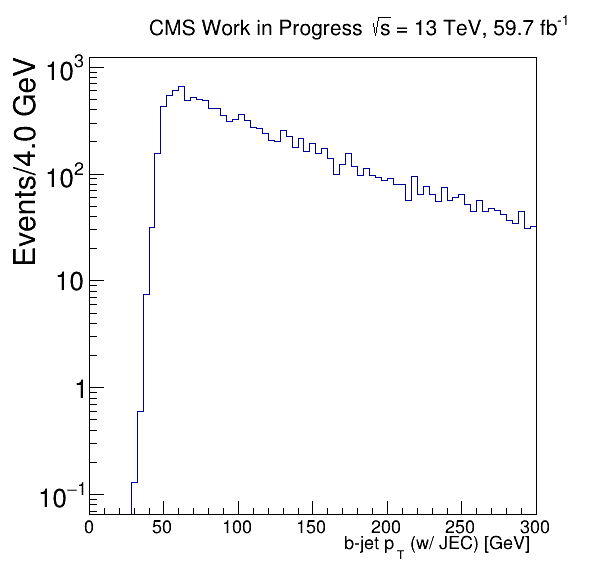 CMS Work in Progress √s = 13 TeV, 59.7 fb⁻¹
Events/4.0 GeV
10³
10²
10
1
10⁻¹
0 50 100 150 200 250 300
b-jet p_T (w/ JEC) [GeV]